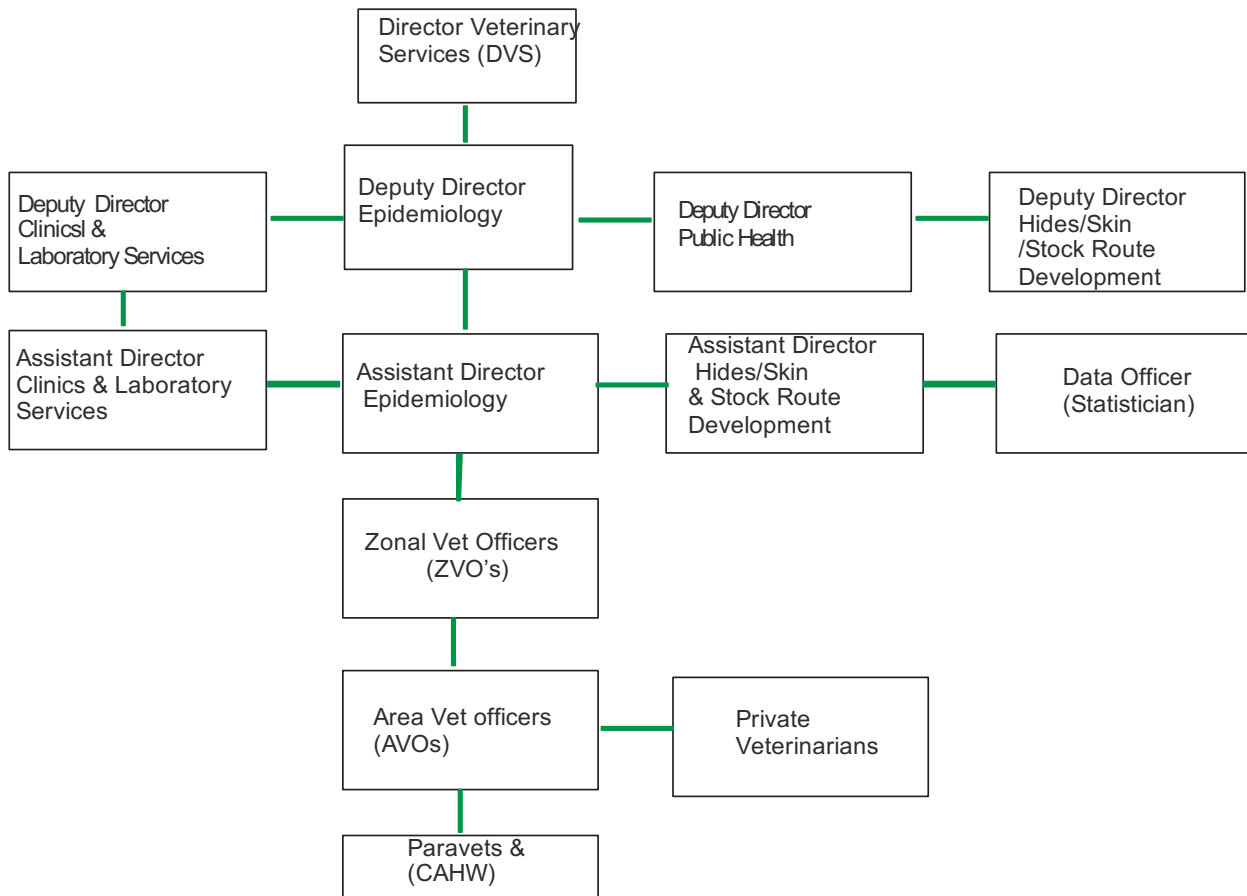 Director Veterinary
Services (DVS)
Deputy Director
Clinicsl &
Laboratory Services
Deputy Director
Epidemiology
Deputy Director
Public Health
Deputy Director
Hides/Skin
/Stock Route
Development
Assistant Director
Clinics & Laboratory
Services
Assistant Director
Epidemiology
Assistant Director
Hides/Skin
& Stock Route
Development
Data Officer
(Statistician)
Zonal Vet Officers
(ZVO’s)
Area Vet officers
(AVOs)
Private
Veterinarians
Paravets &
(CAHW)